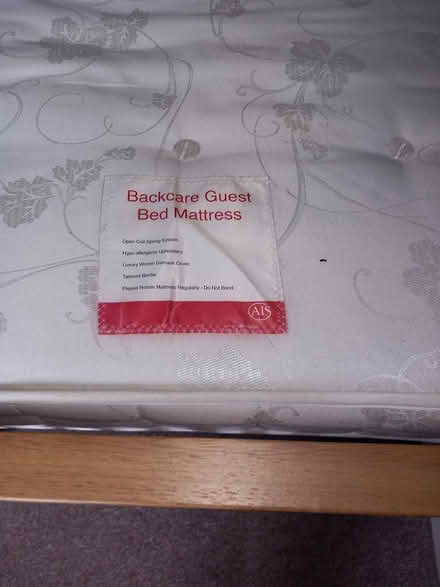 Backcare Guest
Bed Mattress
Open Coil Spring System
Hypo-allergenic Upholstery
Luxury Woven Damask Cover
Tailored Border
Please Rotate Mattress Regularly - Do Not Bend
AIS